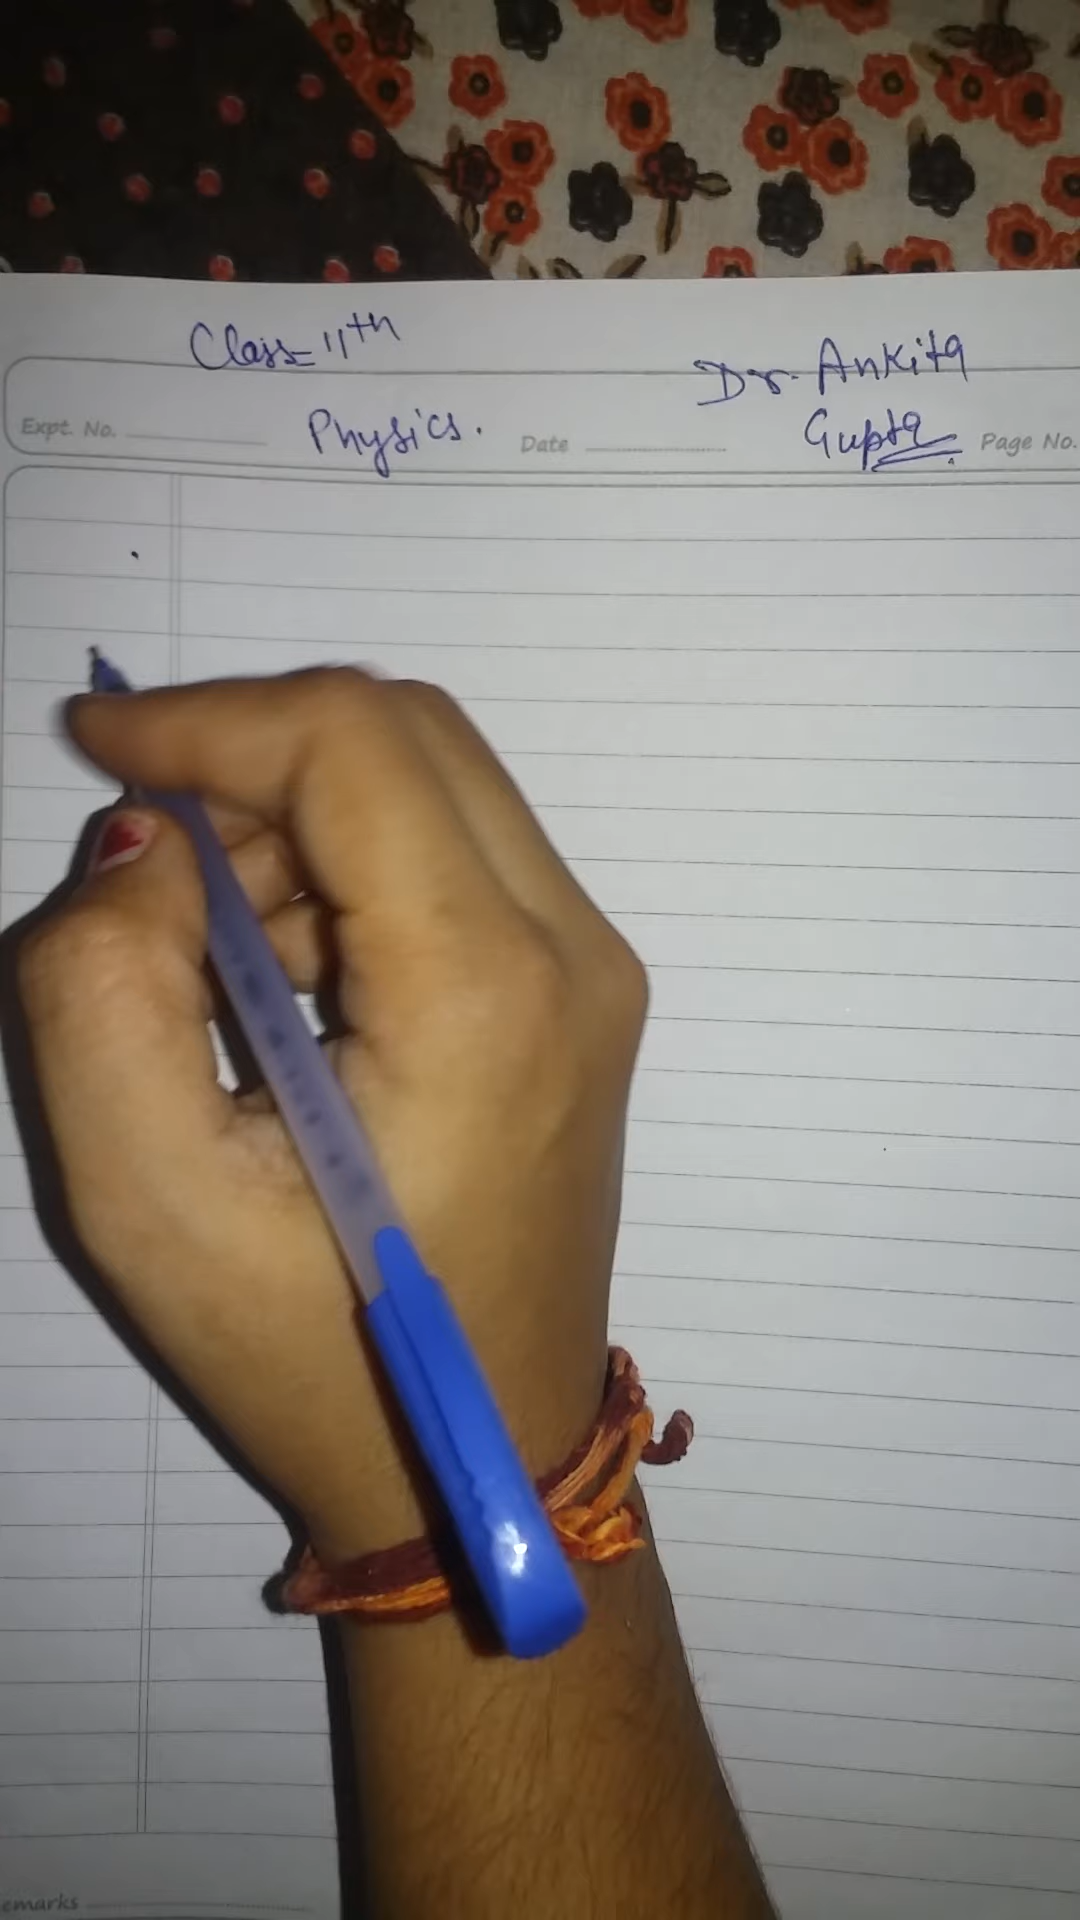 Class- 11th
Dr. Ankita
Expt. No.
Physics.
Date
Gupta
Page No.
emarks